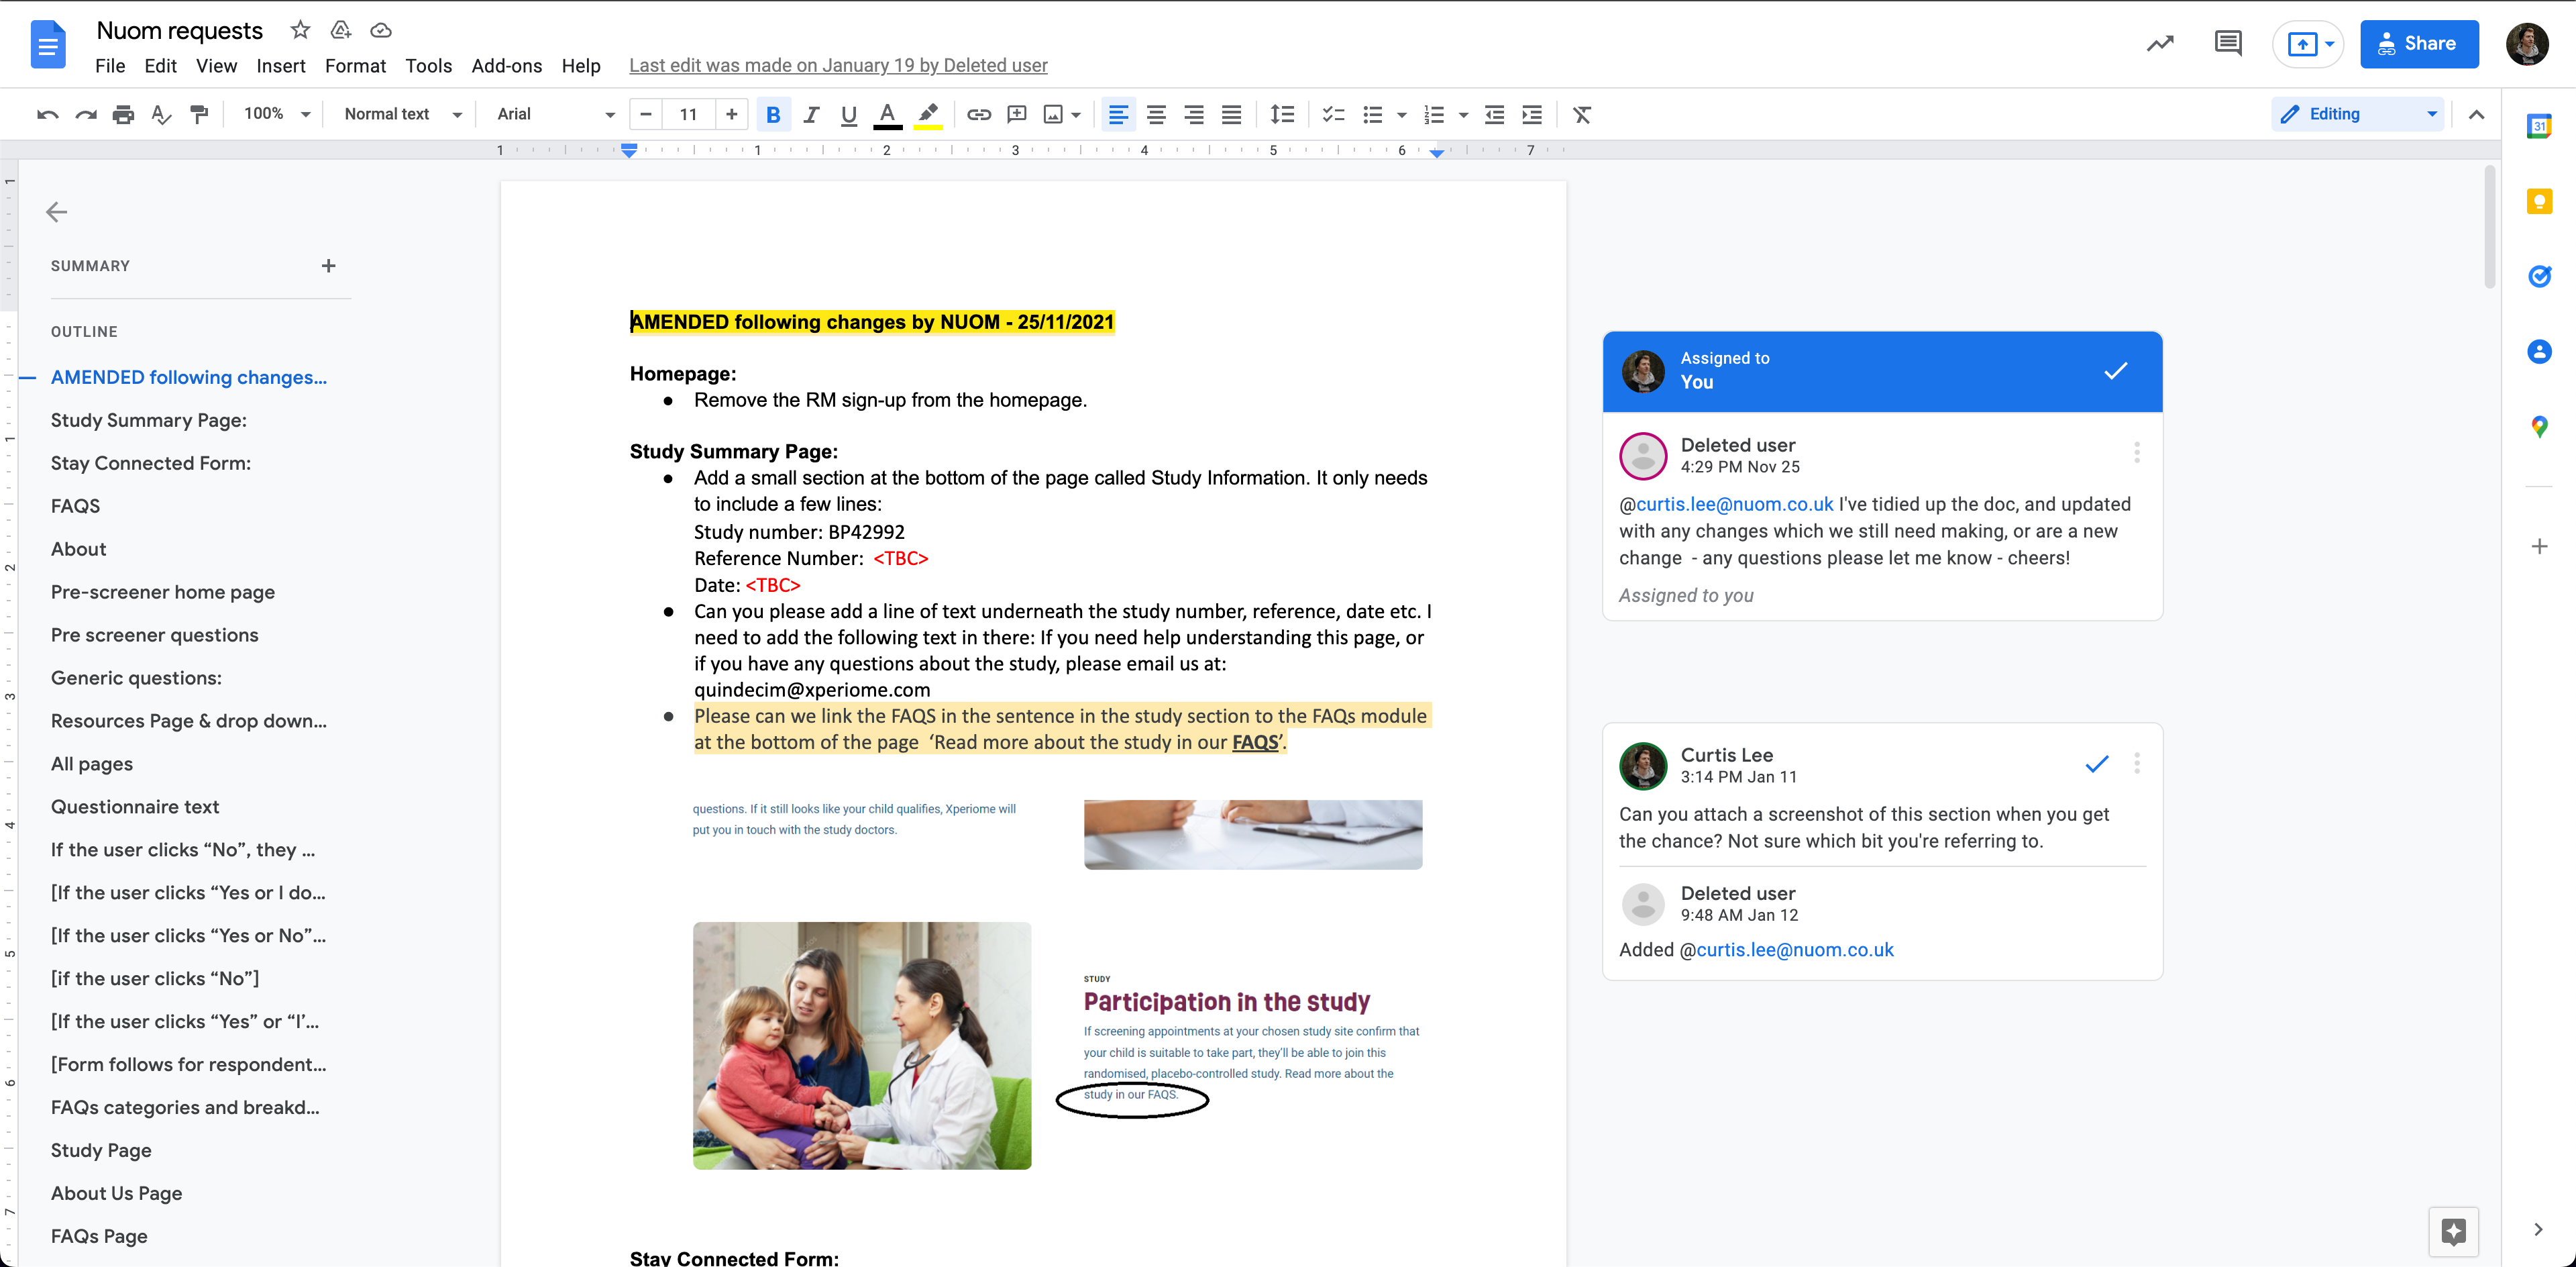 Nuom requests
File Edit View Insert Format Tools Add-ons Help Last edit was made on January 19 by Deleted user
Share
100% Normal text Arial 11 B I U A Editing
1 1 2 3 4 5 6 7
SUMMARY
OUTLINE
AMENDED following changes...
Study Summary Page:
Stay Connected Form:
FAQS
About
Pre-screener home page
Pre screener questions
Generic questions:
Resources Page & drop down...
All pages
Questionnaire text
If the user clicks “No”, they ...
[If the user clicks “Yes or I do...
[If the user clicks “Yes or No”...
[if the user clicks “No”]
[If the user clicks “Yes” or “I’...
[Form follows for respondent...
FAQs categories and breakd...
Study Page
About Us Page
FAQs Page
1
1
2
3
4
5
6
7
AMENDED following changes by NUOM - 25/11/2021
Homepage:
● Remove the RM sign-up from the homepage.
Study Summary Page:
● Add a small section at the bottom of the page called Study Information. It only needs
to include a few lines:
Study number: BP42992
Reference Number: <TBC>
Date: <TBC>
● Can you please add a line of text underneath the study number, reference, date etc. I
need to add the following text in there: If you need help understanding this page, or
if you have any questions about the study, please email us at:
quindecim@xperiome.com
● Please can we link the FAQS in the sentence in the study section to the FAQs module
at the bottom of the page ‘Read more about the study in our FAQS’.
questions. If it still looks like your child qualifies, Xperiome will
put you in touch with the study doctors.
STUDY
Participation in the study
If screening appointments at your chosen study site confirm that
your child is suitable to take part, they’ll be able to join this
randomised, placebo-controlled study. Read more about the
study in our FAQS.
Stay Connected Form:
Assigned to
You
Deleted user
4:29 PM Nov 25
@curtis.lee@nuom.co.uk I've tidied up the doc, and updated
with any changes which we still need making, or are a new
change - any questions please let me know - cheers!
Assigned to you
Curtis Lee
3:14 PM Jan 11
Can you attach a screenshot of this section when you get
the chance? Not sure which bit you're referring to.
Deleted user
9:48 AM Jan 12
Added @curtis.lee@nuom.co.uk
31